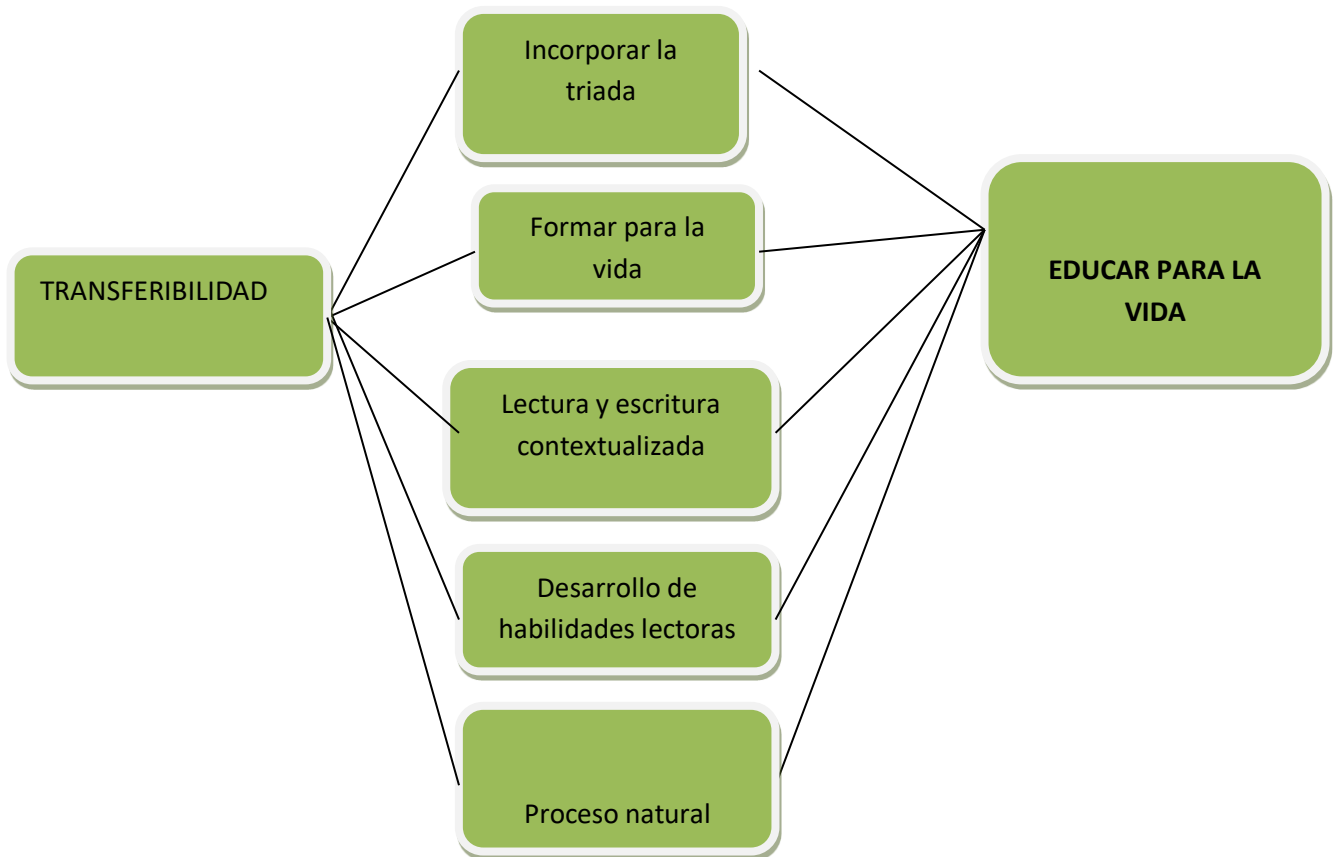 TRANSFERIBILIDAD
Incorporar la
triada
Formar para la
vida
Lectura y escritura
contextualizada
Desarrollo de
habilidades lectoras
Proceso natural
EDUCAR PARA LA
VIDA